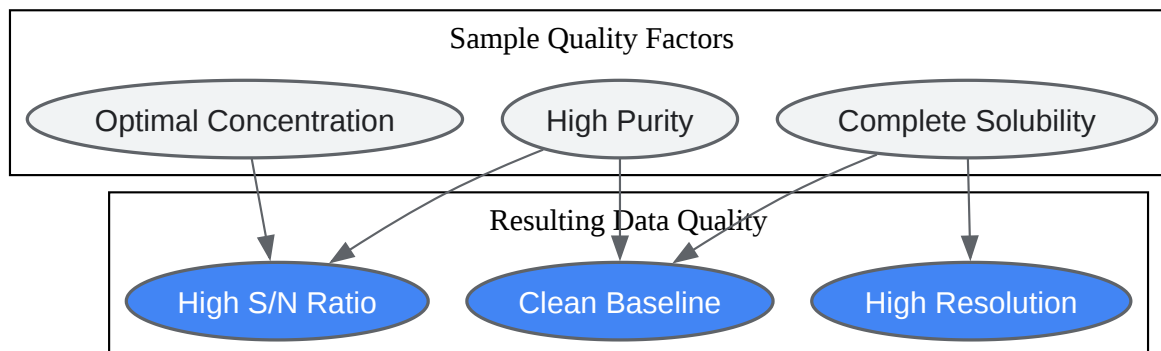 Sample Quality Factors
Optimal Concentration
High Purity
Complete Solubility
Resulting Data Quality
High S/N Ratio
Clean Baseline
High Resolution